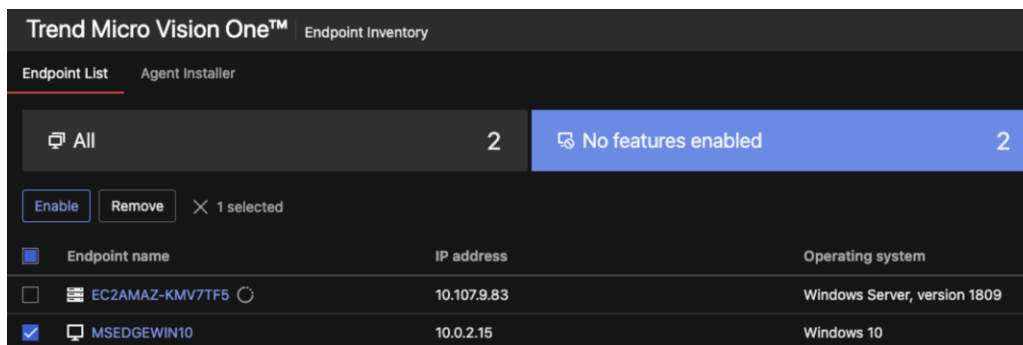 Trend Micro Vision One™ Endpoint Inventory
Endpoint List Agent Installer
All 2 No features enabled 2
Enable Remove 1 selected
Endpoint name IP address Operating system
EC2AMAZ-KMV7TF5 10.107.9.83 Windows Server, version 1809
MSEDGEWIN10 10.0.2.15 Windows 10